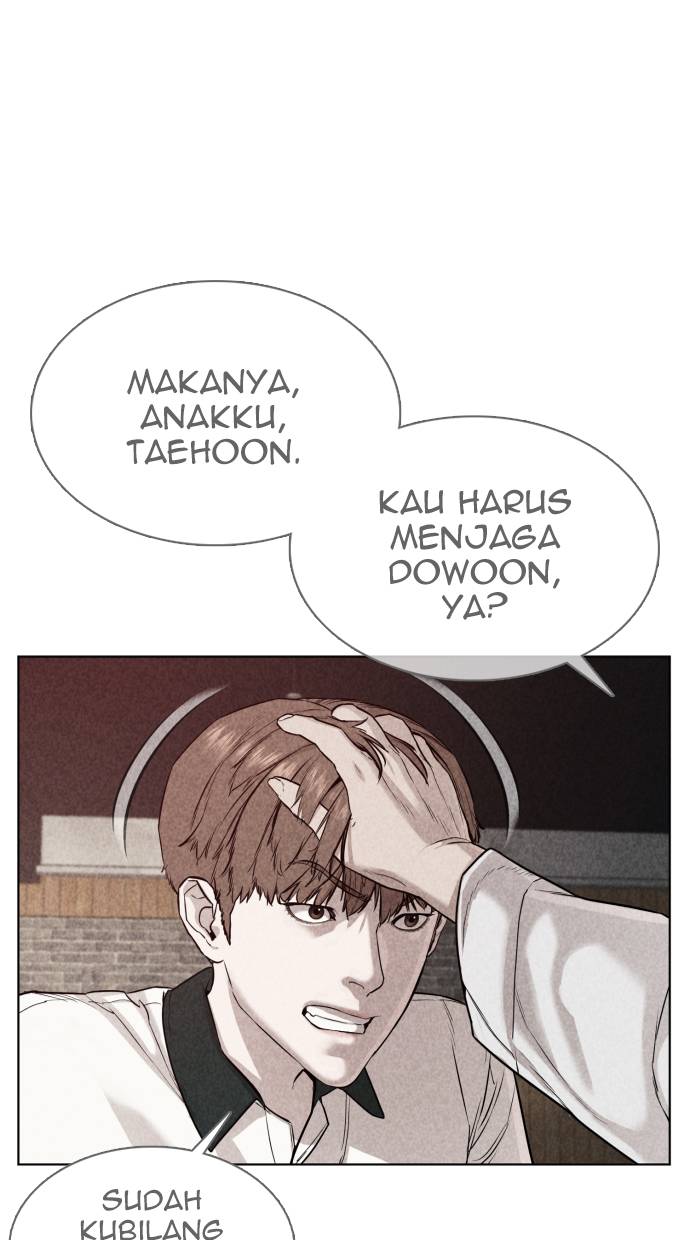 MAKANYA,
ANAKKU,
TAEHOON.
KAU HARUS
MENJAGA
DOWOON,
YA?
SUDAH
KUBILANG